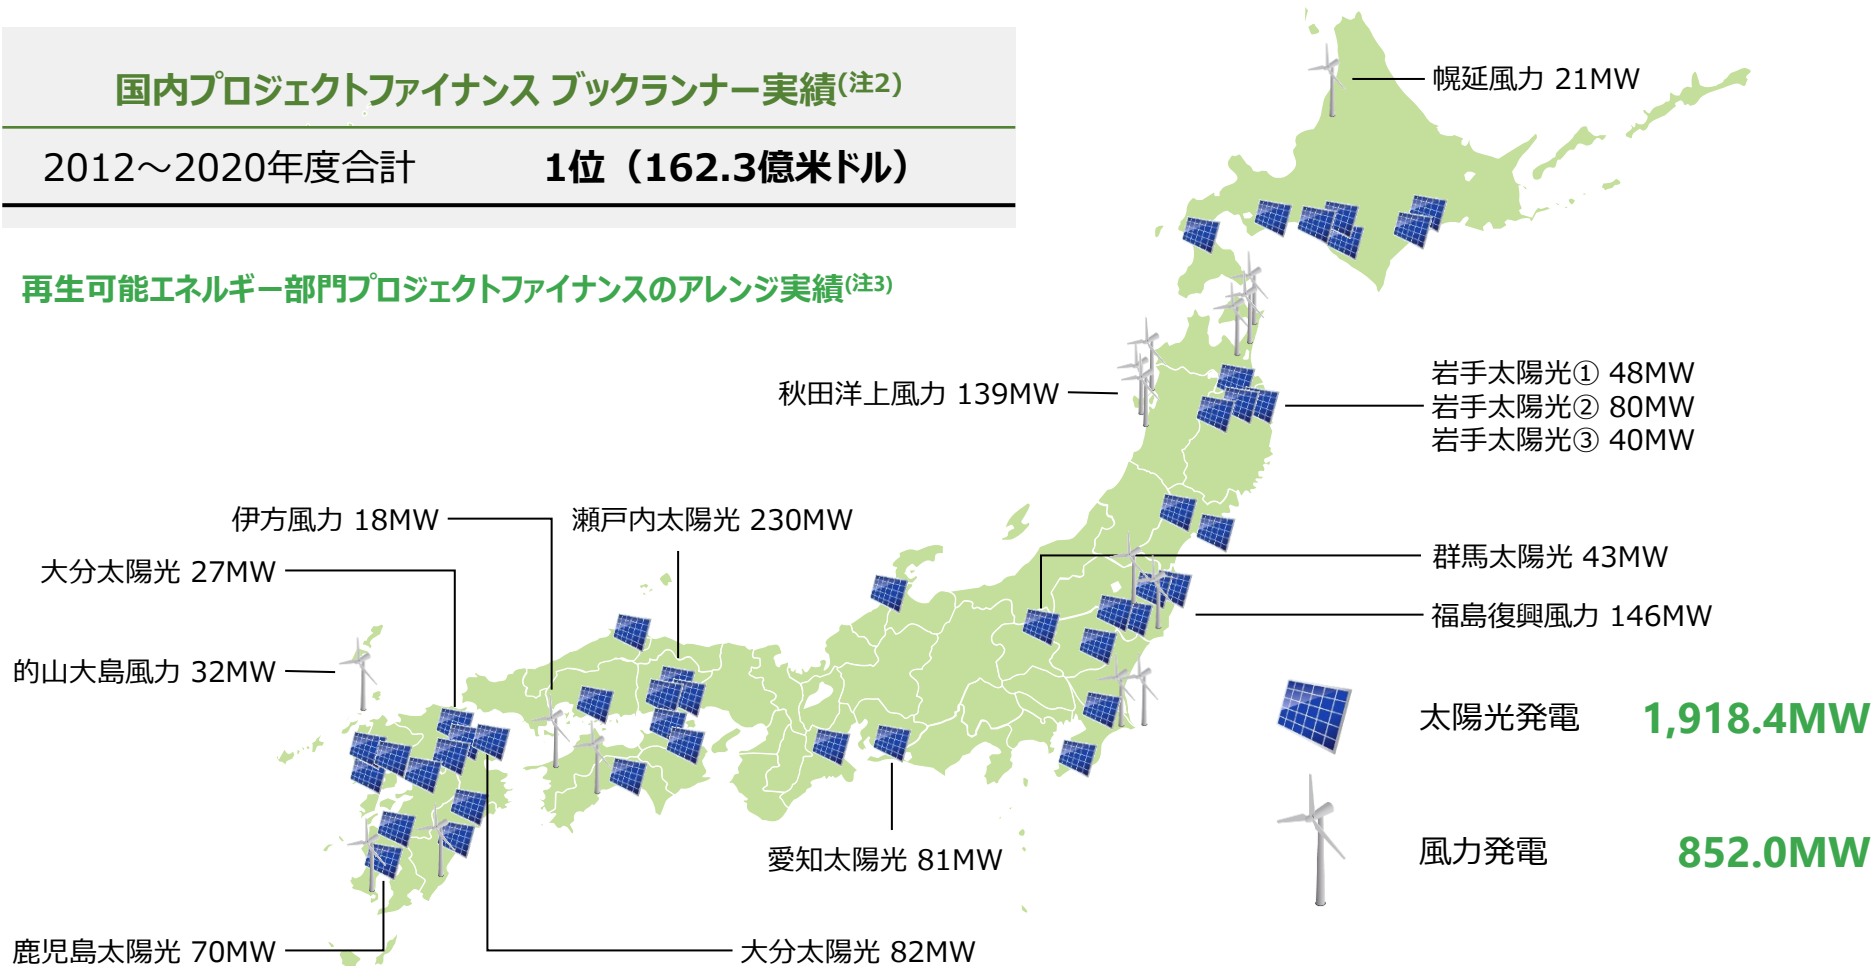 国内プロジェクトファイナンス ブックランナー実績(注2)
2012～2020年度合計 1位（162.3億米ドル）
再生可能エネルギー部門プロジェクトファイナンスのアレンジ実績(注3)
幌延風力 21MW
秋田洋上風力 139MW
岩手太陽光① 48MW
岩手太陽光② 80MW
岩手太陽光③ 40MW
伊方風力 18MW
瀬戸内太陽光 230MW
大分太陽光 27MW
群馬太陽光 43MW
福島復興風力 146MW
的山大島風力 32MW
太陽光発電 1,918.4MW
風力発電 852.0MW
愛知太陽光 81MW
鹿児島太陽光 70MW
大分太陽光 82MW